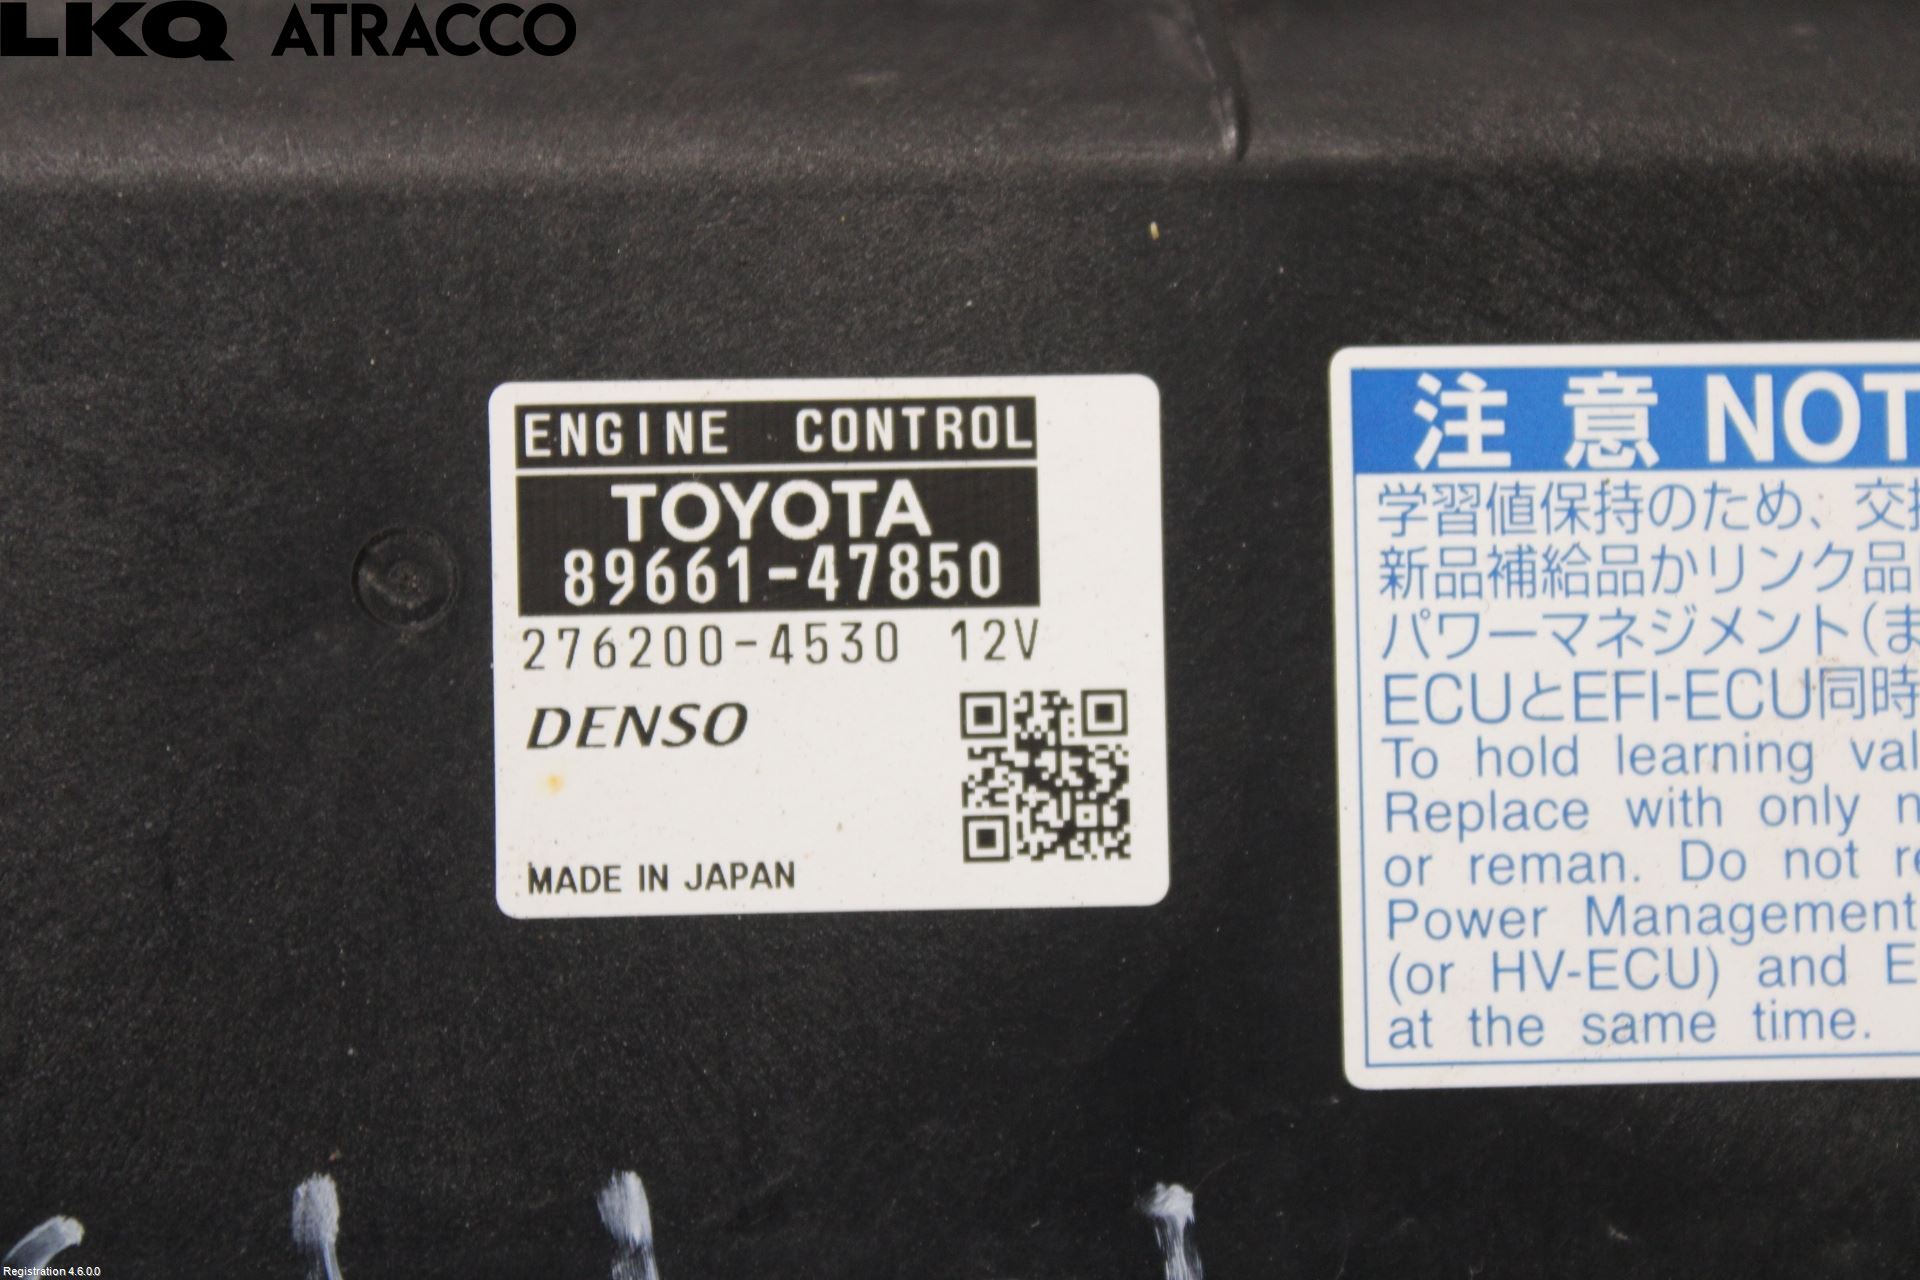 LKQ ATRACCO
ENGINE CONTROL
TOYOTA
89661-47850
276200-4530 12V
DENSO
MADE IN JAPAN
注意 NOT
学習値保持のため、交換
新品補給品かリンク品
パワーマネジメント(ま
ECUとEFI-ECU同時
To hold learning val
Replace with only n
or reman. Do not re
Power Management
(or HV-ECU) and E
at the same time.
Registration 4.6.0.0